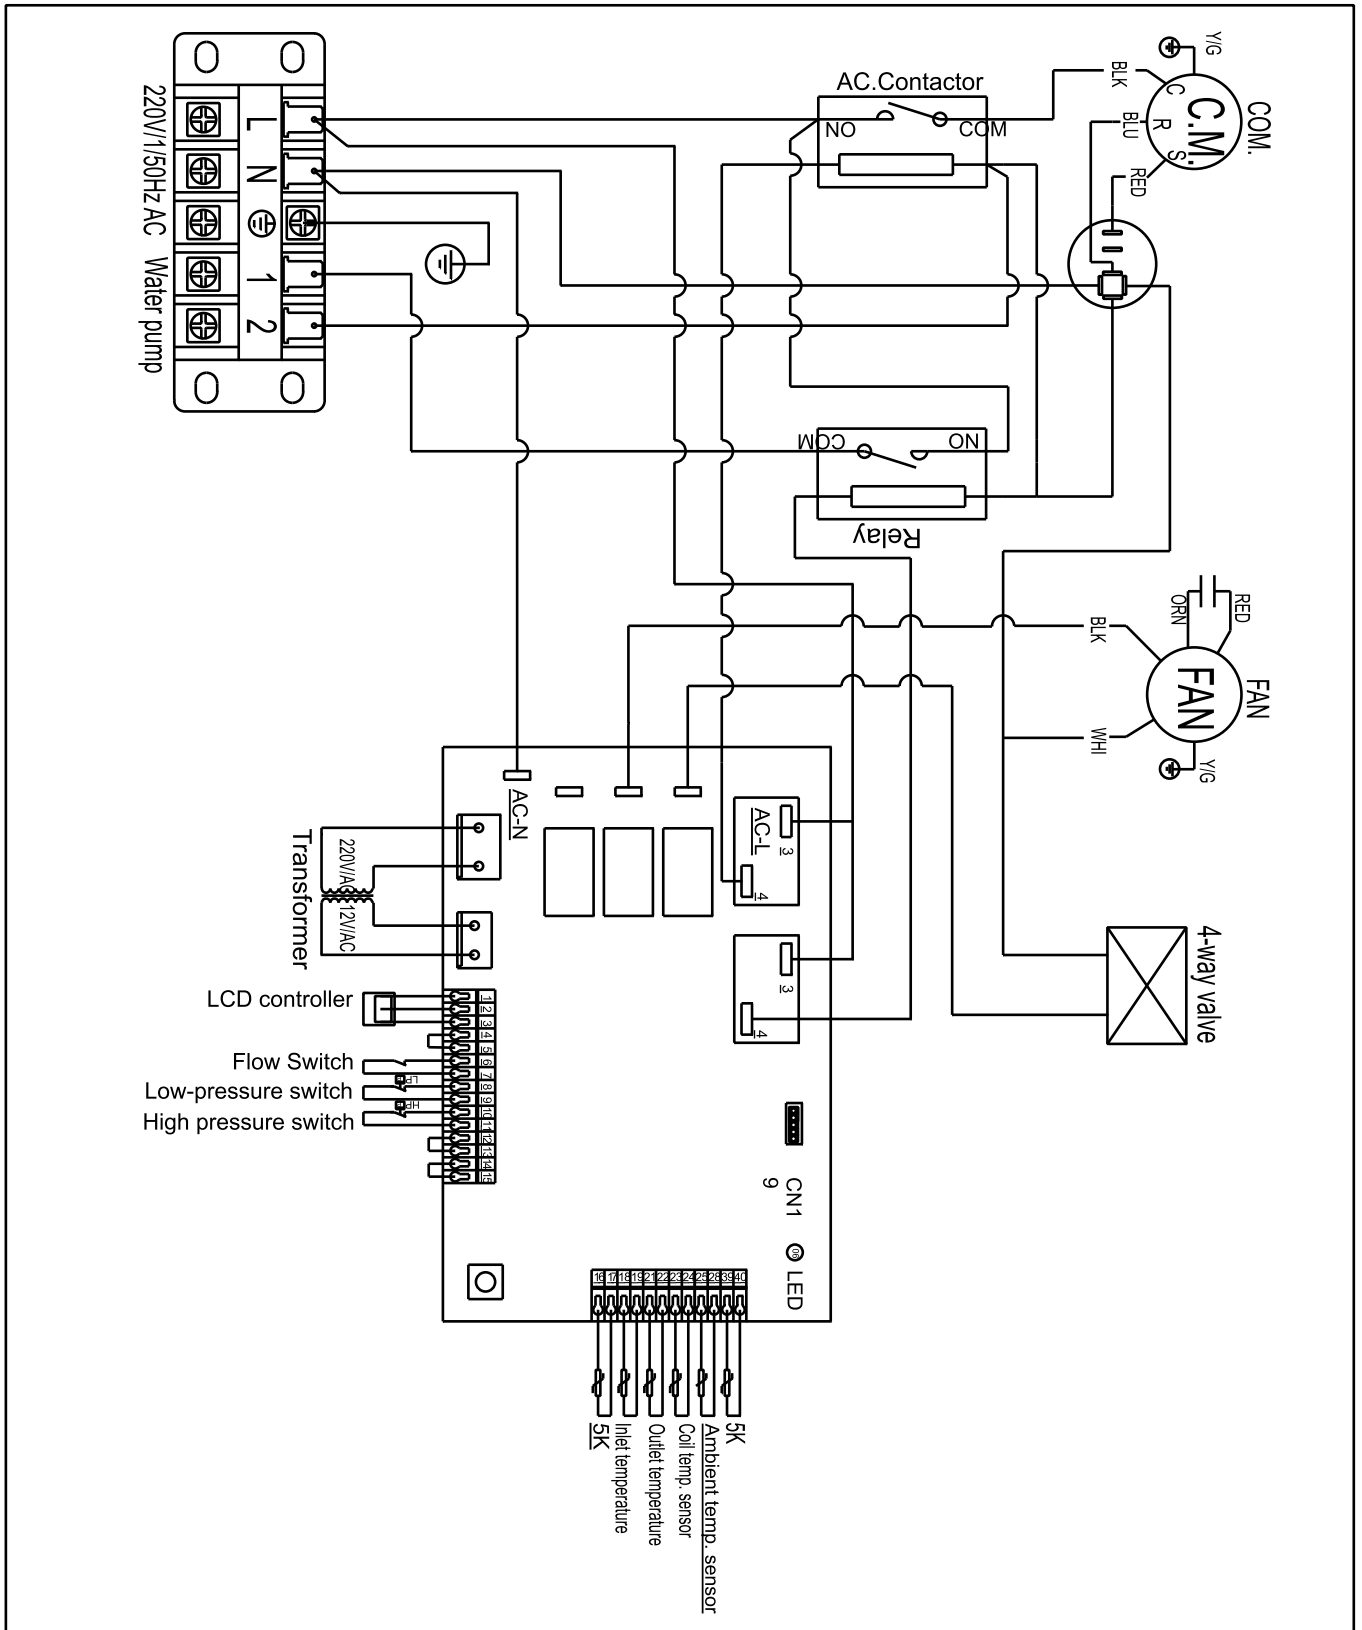 220V/1/50Hz AC
Water pump
L
N
1
2
AC.Contactor
NO
COM
Y/G
BLK
BLU
RED
C
R
S
C.M.
COM.
COM
NO
Relay
ORN
RED
BLK
WHI
FAN
FAN
Y/G
4-way valve
AC-N
AC-L
3
4
3
4
Transformer
220V/AC
12V/AC
LCD controller
Flow Switch
Low-pressure switch
High pressure switch
LP
HP
1
2
3
4
5
6
7
8
9
10
11
12
13
14
15
CN1
9
06
LED
16 17 18 19 21 22 23 24 25 28 39 40
5K
Inlet temperature
Outlet temperature
Coil temp. sensor
Ambient temp. sensor
5K